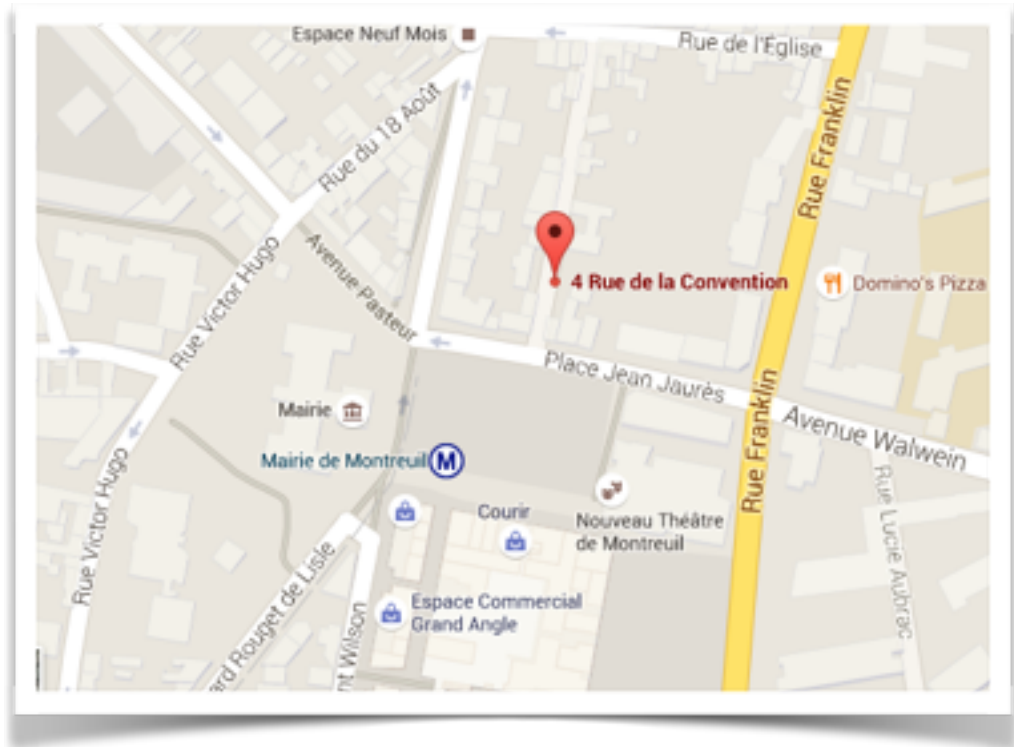 Espace Neuf Mois
Rue de l'Église
Rue du 18 Août
Rue Franklin
Avenue Pasteur
Rue Victor Hugo
4 Rue de la Convention
Domino's Pizza
Place Jean Jaurès
Avenue Walwein
Rue Franklin
Mairie
Mairie de Montreuil
M
Rue Victor Hugo
Courir
Nouveau Théâtre
de Montreuil
Rue Lucie Aubrac
Espace Commercial
Grand Angle
ard Rouget de Lisle
nt Wilson